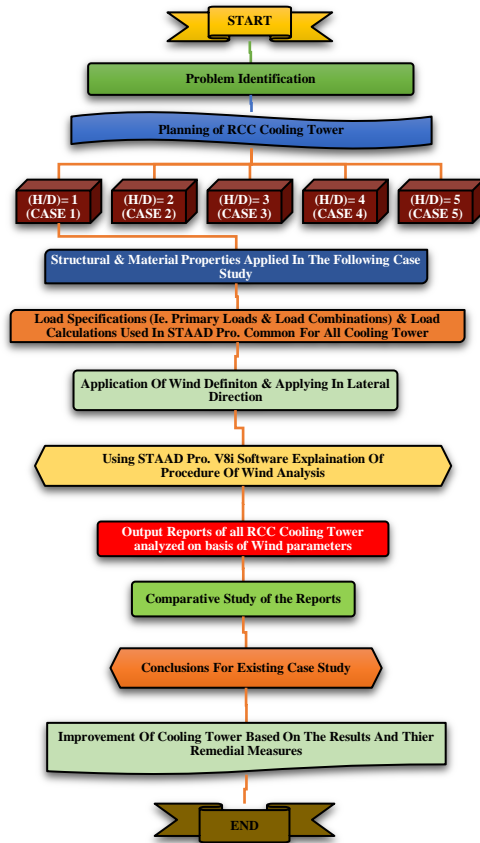 START
Problem Identification
Planning of RCC Cooling Tower
(H/D)= 1
(CASE 1)
(H/D)= 2
(CASE 2)
(H/D)= 3
(CASE 3)
(H/D)= 4
(CASE 4)
(H/D)= 5
(CASE 5)
Structural & Material Properties Applied In The Following Case
Study
Load Specifications (Ie. Primary Loads & Load Combinations) & Load
Calculations Used In STAAD Pro. Common For All Cooling Tower
Application Of Wind Definiton & Applying In Lateral
Direction
Using STAAD Pro. V8i Software Explaination Of
Procedure Of Wind Analysis
Output Reports of all RCC Cooling Tower
analyzed on basis of Wind parameters
Comparative Study of the Reports
Conclusions For Existing Case Study
Improvement Of Cooling Tower Based On The Results And Thier
Remedial Measures
END